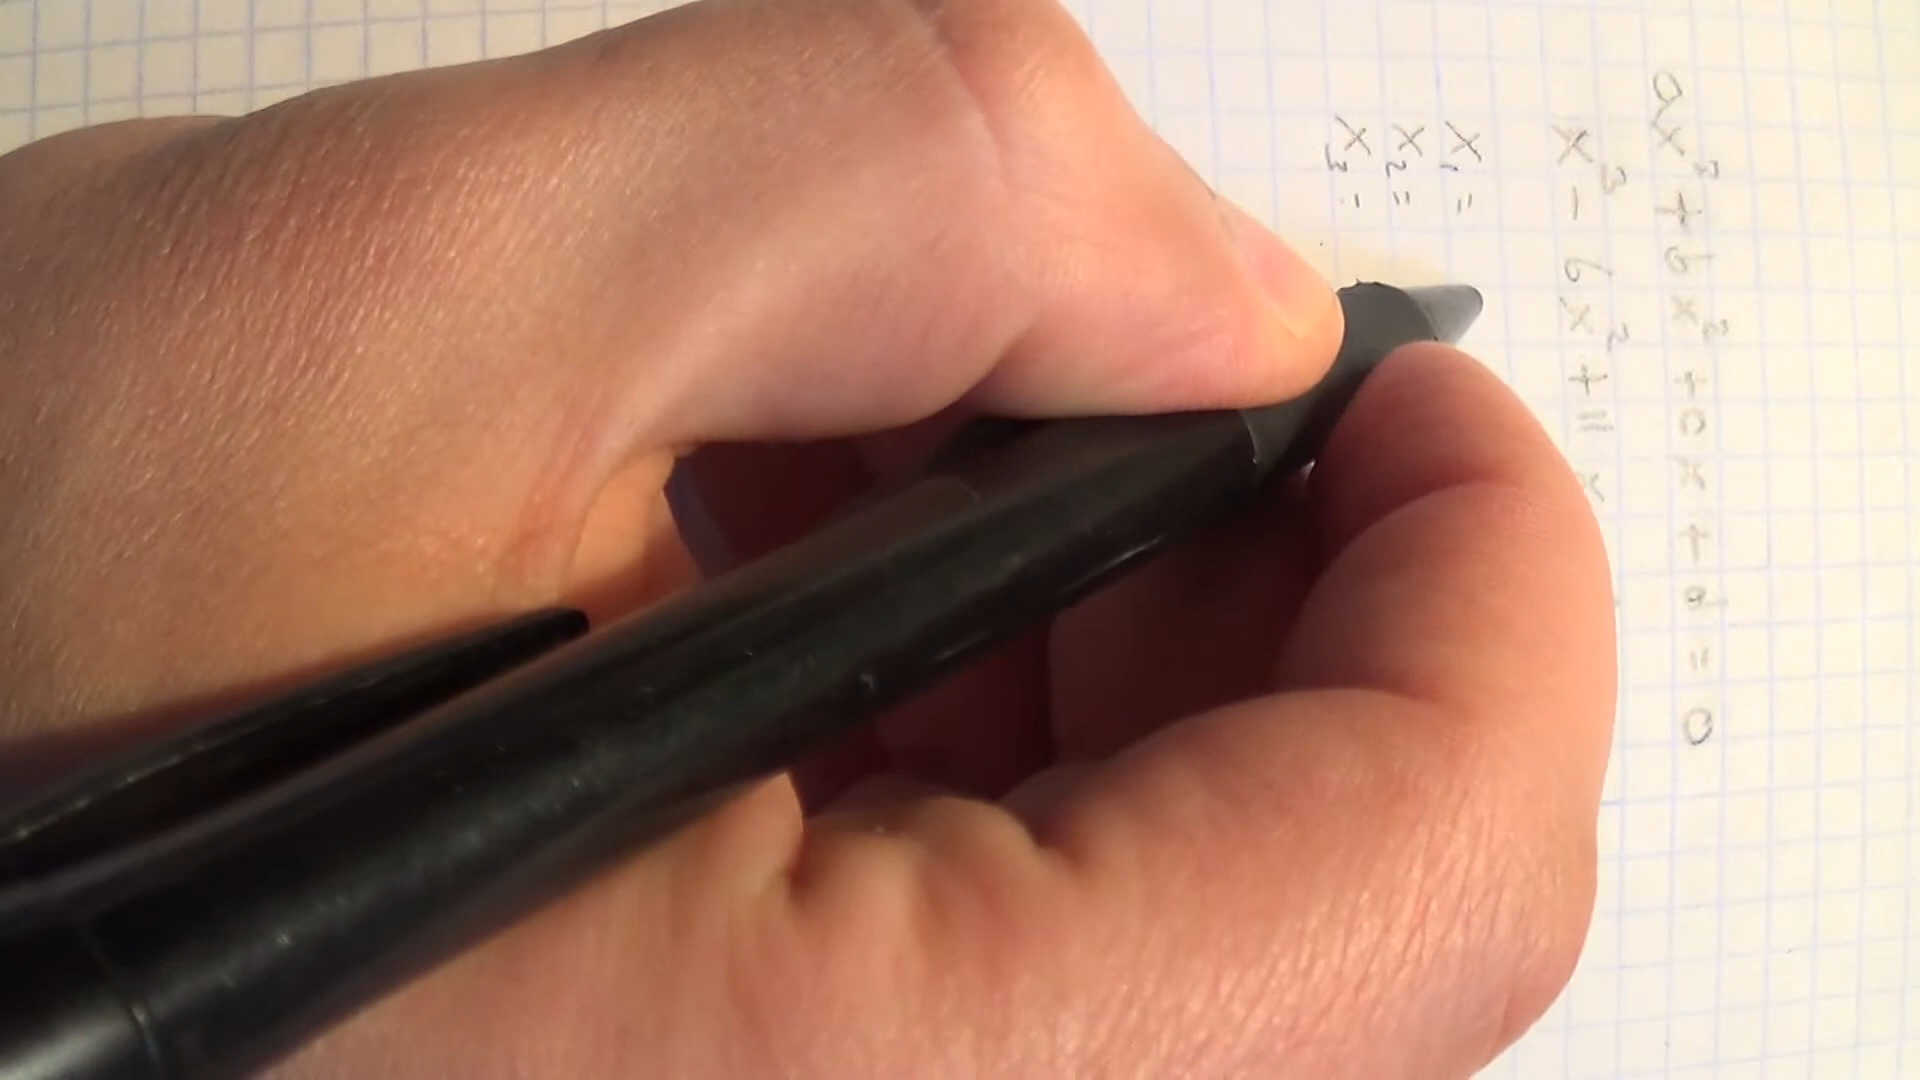 ax³ + bx² + cx + d = 0
x³ - 6x² + 11x
x₁ =
x₂ =
x₃ =